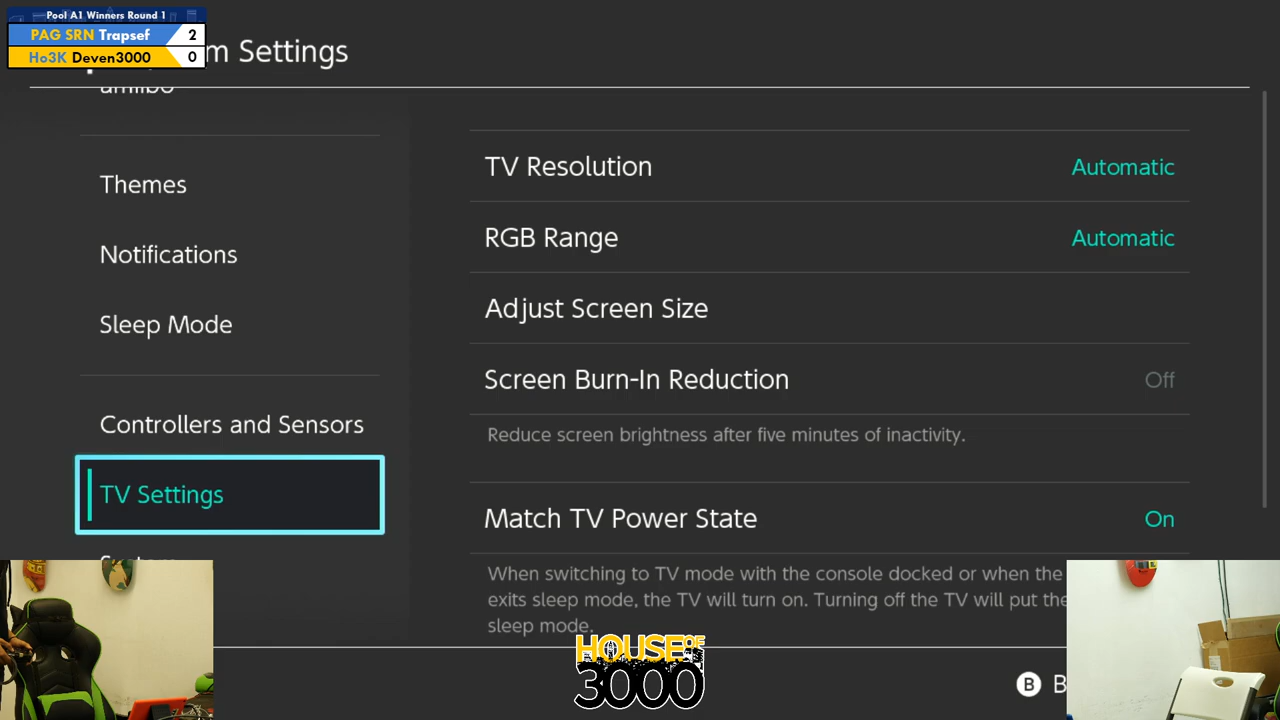 Pool A1 Winners Round 1
PAG SRN Trapsef 2
Ho3K Deven3000 0
m Settings
amiibo
Themes
Notifications
Sleep Mode
Controllers and Sensors
TV Settings
System
TV Resolution Automatic
RGB Range Automatic
Adjust Screen Size
Screen Burn-In Reduction Off
Reduce screen brightness after five minutes of inactivity.
Match TV Power State On
When switching to TV mode with the console docked or when the
exits sleep mode, the TV will turn on. Turning off the TV will put the
sleep mode.
HOUSE OF
3000
B B